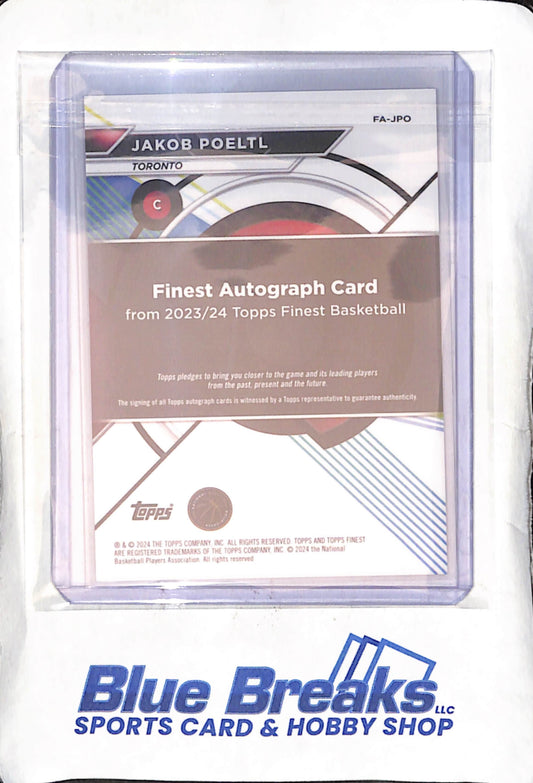 FA-JPO
JAKOB POELTL
TORONTO
C
Finest Autograph Card
from 2023/24 Topps Finest Basketball
Topps pledges to bring you closer to the game and its leading players
from the past, present and the future.
The signing of all Topps autograph cards is witnessed by a Topps representative to guarantee authenticity.
topps
® & © 2024 THE TOPPS COMPANY, INC. ALL RIGHTS RESERVED. TOPPS AND TOPPS FINEST
ARE REGISTERED TRADEMARKS OF THE TOPPS COMPANY, INC. © 2024 the National
Basketball Players Association. All rights reserved
Blue Breaks LLC
SPORTS CARD & HOBBY SHOP